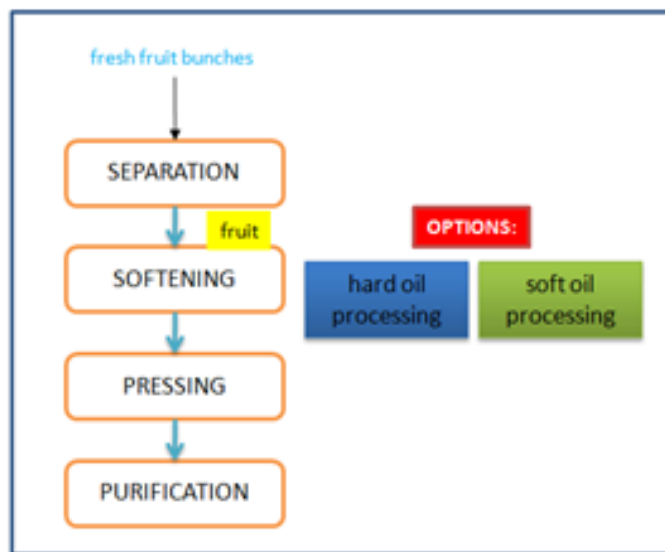 fresh fruit bunches
SEPARATION
fruit
OPTIONS:
SOFTENING
hard oil
processing
soft oil
processing
PRESSING
PURIFICATION